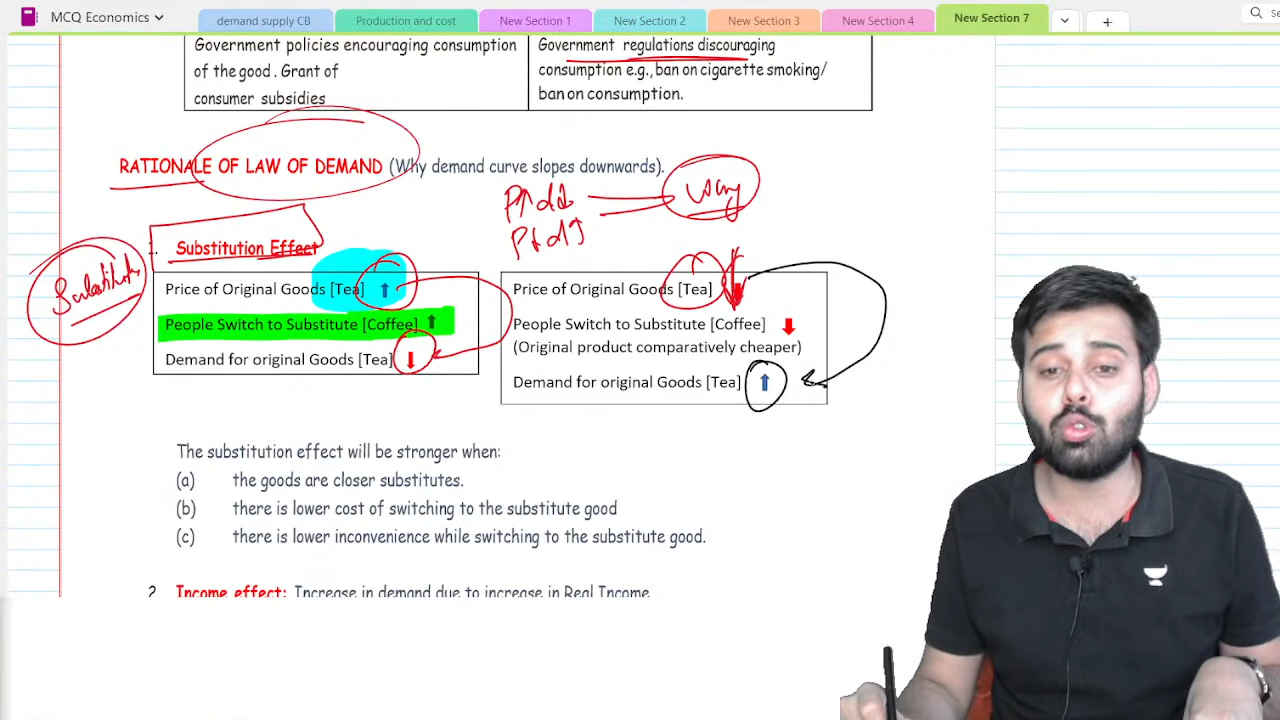 MCQ Economics
demand supply CB
Production and cost
New Section 1
New Section 2
New Section 3
New Section 4
New Section 7
Se
Government policies encouraging consumption
of the good . Grant of
consumer subsidies
Government regulations discouraging
consumption e.g., ban on cigarette smoking/
ban on consumption.
RATIONALE OF LAW OF DEMAND (Why demand curve slopes downwards).
P↑ dd↓
P↓ dd↑
why
1. Substitution Effect
Substitute
Price of Original Goods [Tea] ↑
People Switch to Substitute [Coffee] ↑
Demand for original Goods [Tea] ↓
Price of Original Goods [Tea] ↓
People Switch to Substitute [Coffee] ↓
(Original product comparatively cheaper)
Demand for original Goods [Tea] ↑
The substitution effect will be stronger when:
(a) the goods are closer substitutes.
(b) there is lower cost of switching to the substitute good
(c) there is lower inconvenience while switching to the substitute good.
2. Income effect: Increase in demand due to increase in Real Income